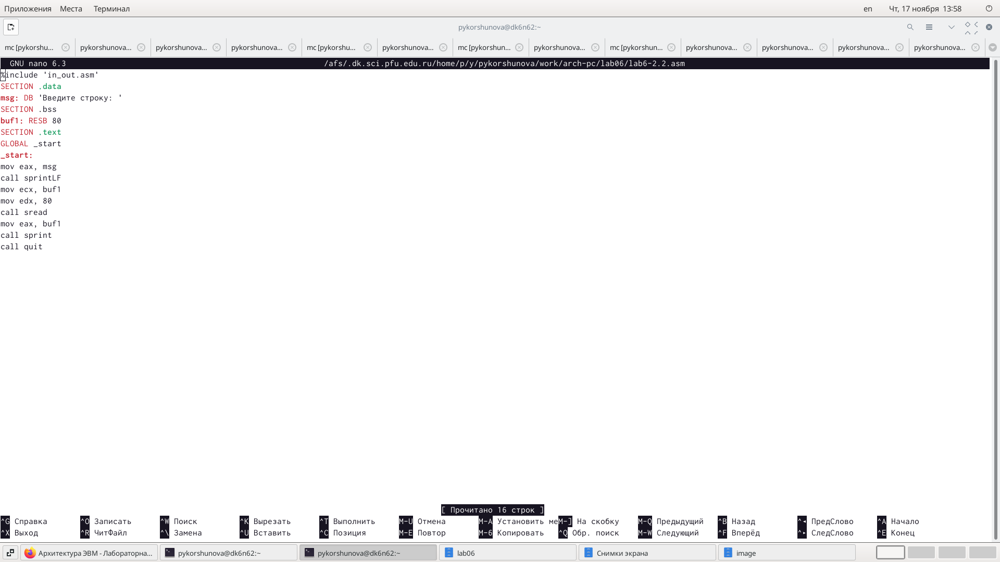 Приложения Места Терминал en Чт, 17 ноября 13:58
pykorshunova@dk6n62:~
mc [pykorshu... pykorshunova... pykorshunova... pykorshunova... mc [pykorshu... pykorshunova... mc [pykorshun... pykorshunova... mc [pykorshun... pykorshunova... pykorshunova... pykorshunova... pykorshunova...
GNU nano 6.3 /afs/.dk.sci.pfu.edu.ru/home/p/y/pykorshunova/work/arch-pc/lab06/lab6-2.2.asm
%include 'in_out.asm'
SECTION .data
msg: DB 'Введите строку: '
SECTION .bss
buf1: RESB 80
SECTION .text
GLOBAL _start
_start:
mov eax, msg
call sprintLF
mov ecx, buf1
mov edx, 80
call sread
mov eax, buf1
call sprint
call quit
[ Прочитано 16 строк ]
^G Справка ^O Записать ^W Поиск ^K Вырезать ^T Выполнить M-U Отмена M-A Установить ме M-] На скобку M-Q Предыдущий ^B Назад ^◂ ПредСлово ^A Начало
^X Выход ^R ЧитФайл ^\ Замена ^U Вставить ^C Позиция M-E Повтор M-6 Копировать ^Q Обр. поиск M-W Следующий ^F Вперёд ^▸ СледСлово ^E Конец
Архитектура ЭВМ - Лабораторна... pykorshunova@dk6n62:~ pykorshunova@dk6n62:~ lab06 Снимки экрана image